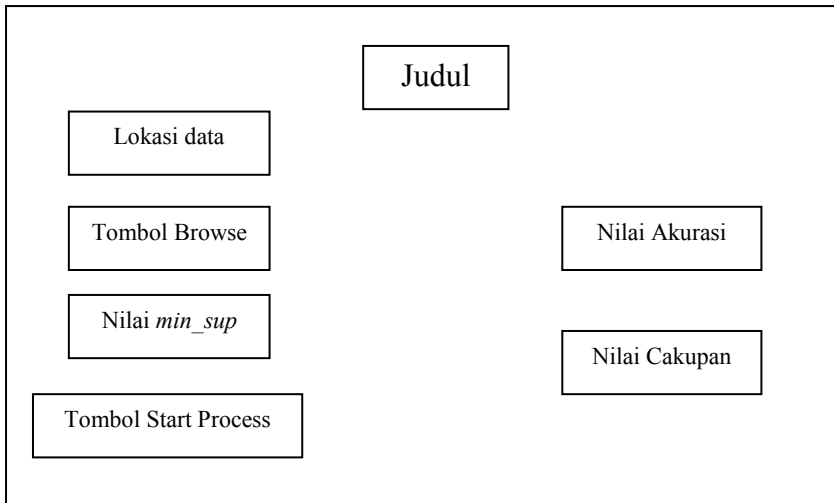 Judul
Lokasi data
Tombol Browse
Nilai min_sup
Tombol Start Process
Nilai Akurasi
Nilai Cakupan